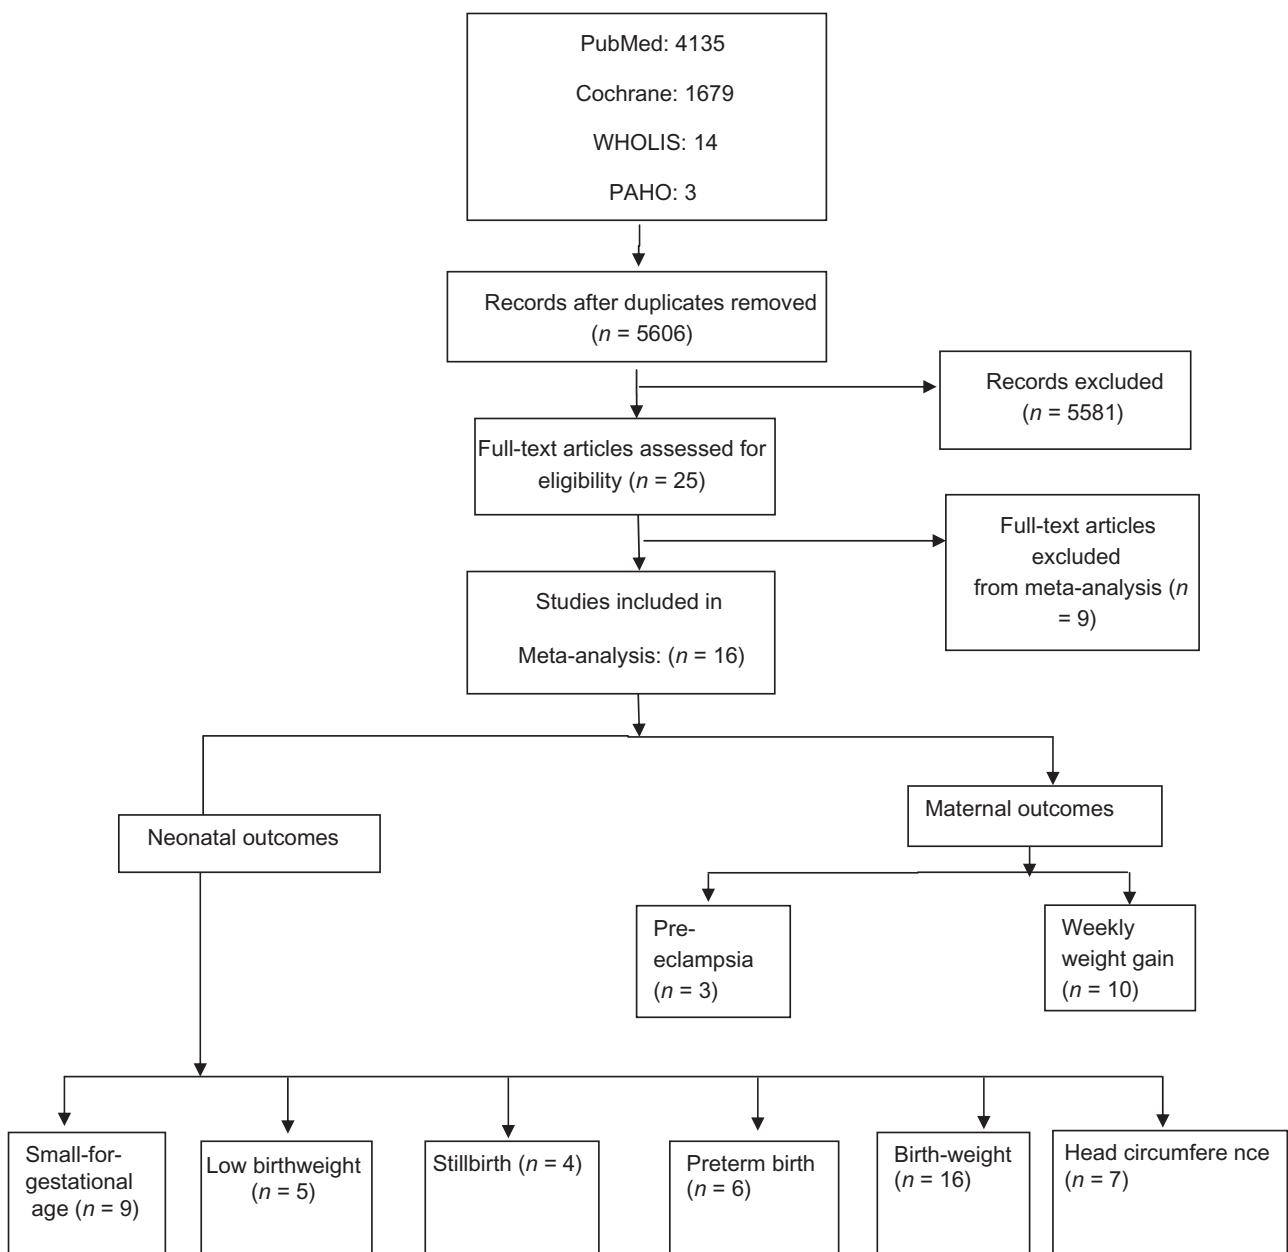 PubMed: 4135
Cochrane: 1679
WHOLIS: 14
PAHO: 3
Records after duplicates removed
(n = 5606)
Records excluded
(n = 5581)
Full-text articles assessed for
eligibility (n = 25)
Full-text articles
excluded
from meta-analysis (n
= 9)
Studies included in
Meta-analysis: (n = 16)
Neonatal outcomes
Maternal outcomes
Pre-
eclampsia
(n = 3)
Weekly
weight gain
(n = 10)
Small-for-
gestational
age (n = 9)
Low birthweight
(n = 5)
Stillbirth (n = 4)
Preterm birth
(n = 6)
Birth-weight
(n = 16)
Head circumfere nce
(n = 7)